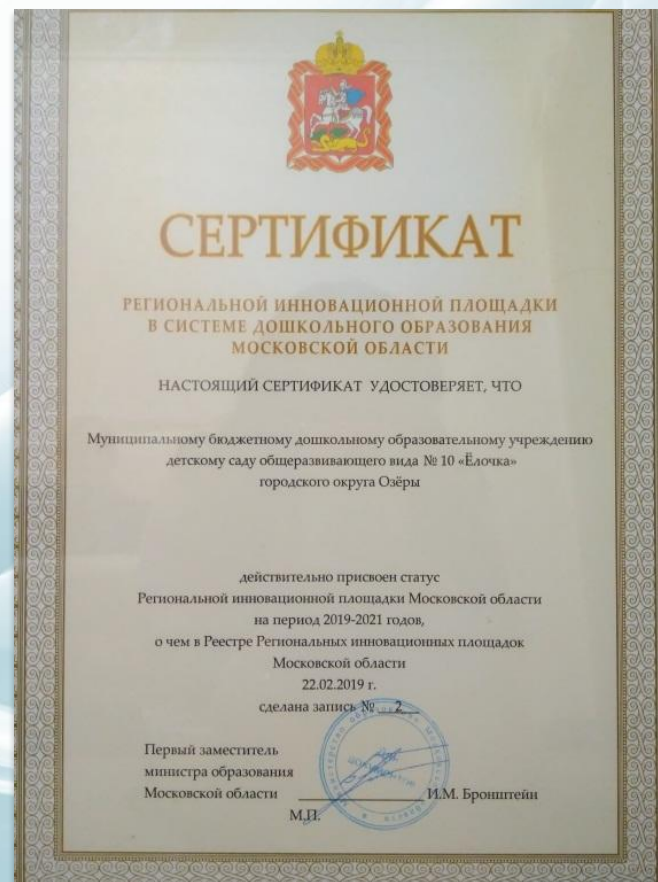 СЕРТИФИКАТ
РЕГИОНАЛЬНОЙ ИННОВАЦИОННОЙ ПЛОЩАДКИ
В СИСТЕМЕ ДОШКОЛЬНОГО ОБРАЗОВАНИЯ
МОСКОВСКОЙ ОБЛАСТИ
НАСТОЯЩИЙ СЕРТИФИКАТ УДОСТОВЕРЯЕТ, ЧТО
Муниципальному бюджетному дошкольному образовательному учреждению
детскому саду общеразвивающего вида № 10 «Ёлочка»
городского округа Озёры
действительно присвоен статус
Региональной инновационной площадки Московской области
на период 2019-2021 годов,
о чем в Реестре Региональных инновационных площадок
Московской области
22.02.2019 г.
сделана запись № 2
Первый заместитель
министра образования
Московской области И.М. Бронштейн
М.П.